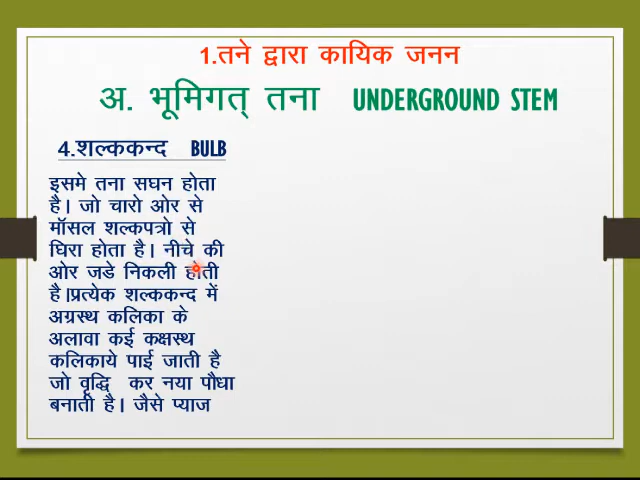 1.तने द्वारा कायिक जनन
अ. भूमिगत् तना UNDERGROUND STEM
4.शल्ककन्द BULB
इसमे तना सघन होता
है। जो चारो ओर से
मॉसल शल्कपत्रो से
घिरा होता है। नीचे की
ओर जडे निकली होती
है।प्रत्येक शल्ककन्द में
अग्रस्थ कलिका के
अलावा कई कक्षस्थ
कलिकाये पाई जाती है
जो वृद्धि कर नया पौधा
बनाती है। जैसे प्याज